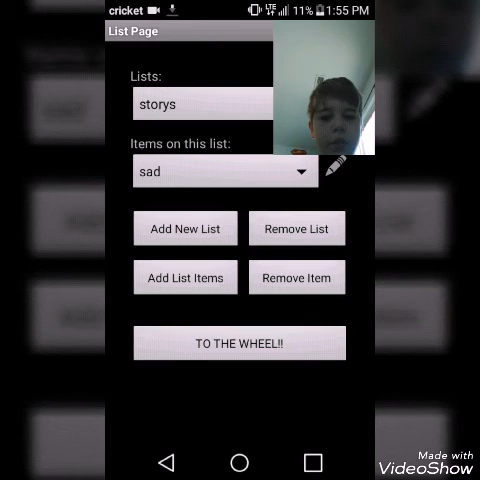 cricket LTE 11% 1:55 PM
List Page
Lists:
storys
Items on this list:
sad
Add New List Remove List
Add List Items Remove Item
TO THE WHEEL!!
Made with
VideoShow